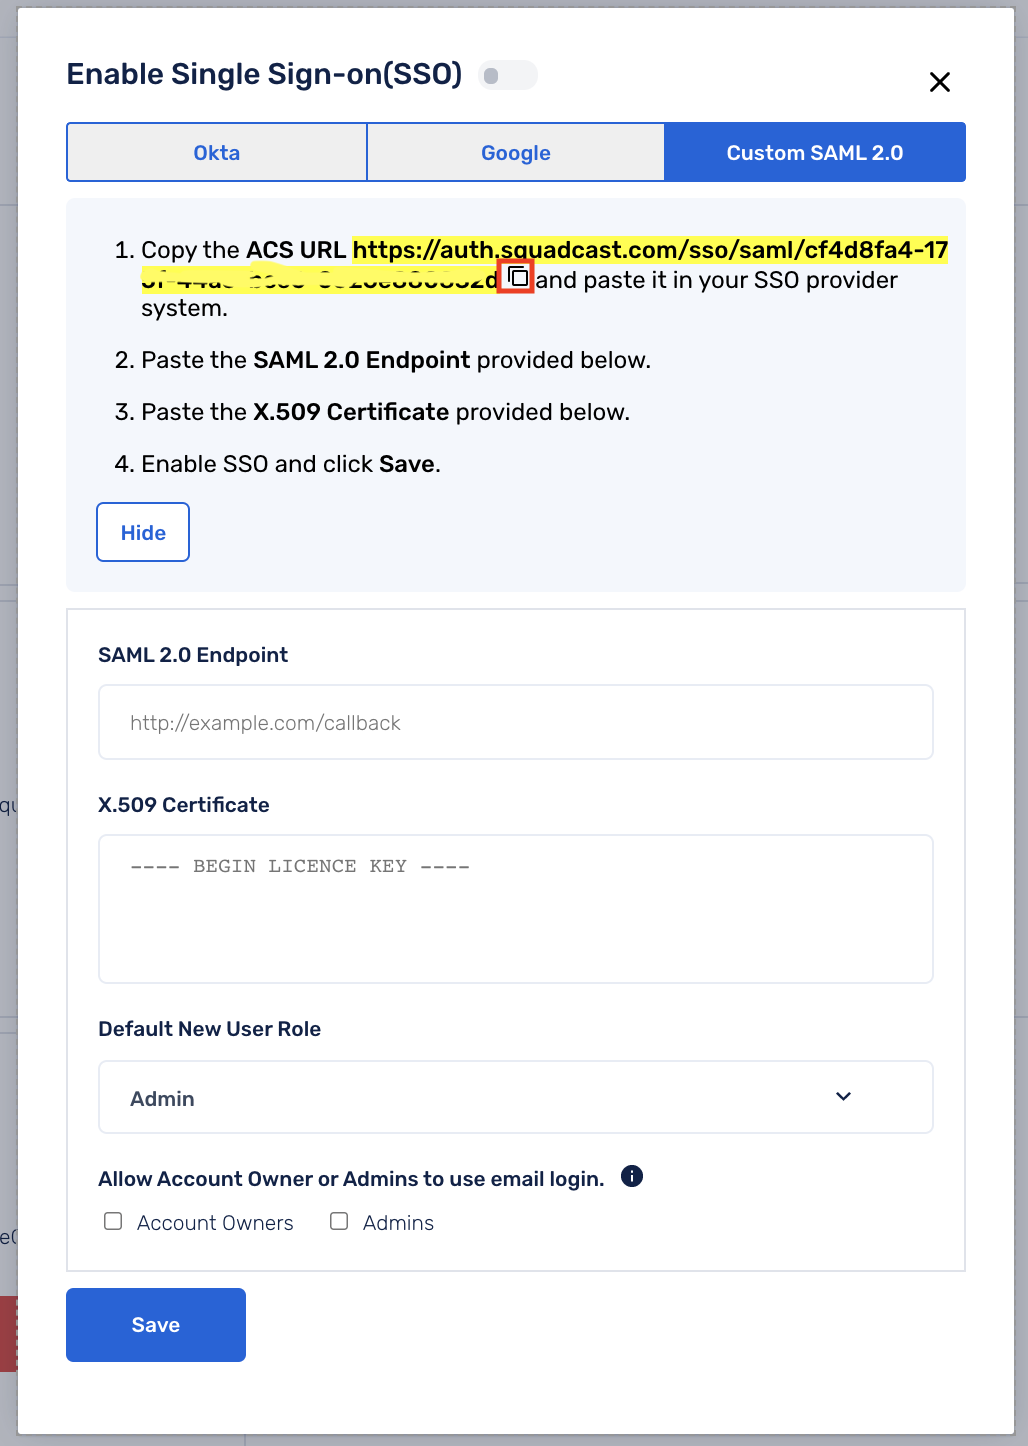 Enable Single Sign-on(SSO)
Okta
Google
Custom SAML 2.0
1. Copy the ACS URL https://auth.squadcast.com/sso/saml/cf4d8fa4-17
and paste it in your SSO provider
system.
2. Paste the SAML 2.0 Endpoint provided below.
3. Paste the X.509 Certificate provided below.
4. Enable SSO and click Save.
Hide
SAML 2.0 Endpoint
http://example.com/callback
X.509 Certificate
---- BEGIN LICENCE KEY ----
Default New User Role
Admin
Allow Account Owner or Admins to use email login.
Account Owners
Admins
Save